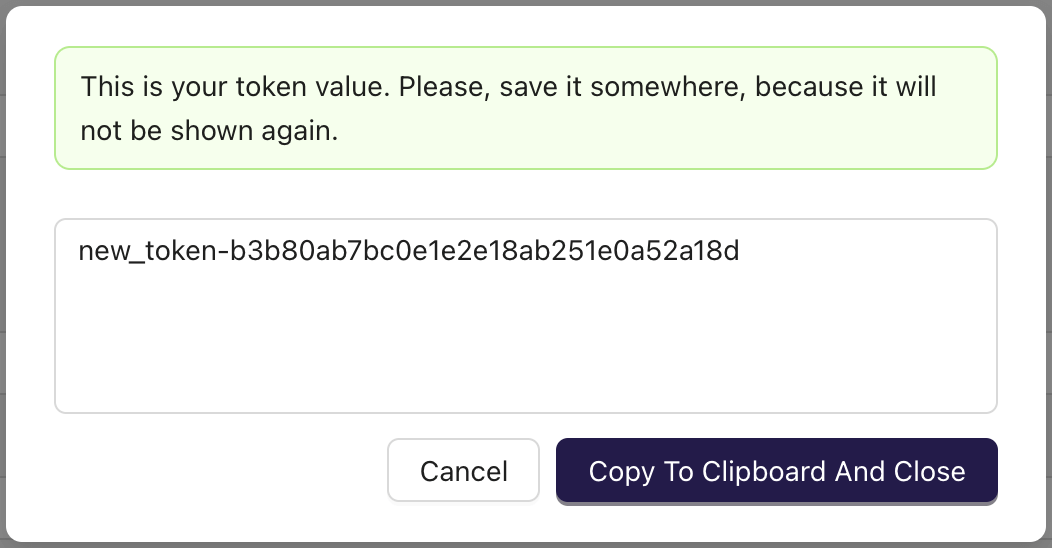 This is your token value. Please, save it somewhere, because it will
not be shown again.
new_token-b3b80ab7bc0e1e2e18ab251e0a52a18d
Cancel
Copy To Clipboard And Close